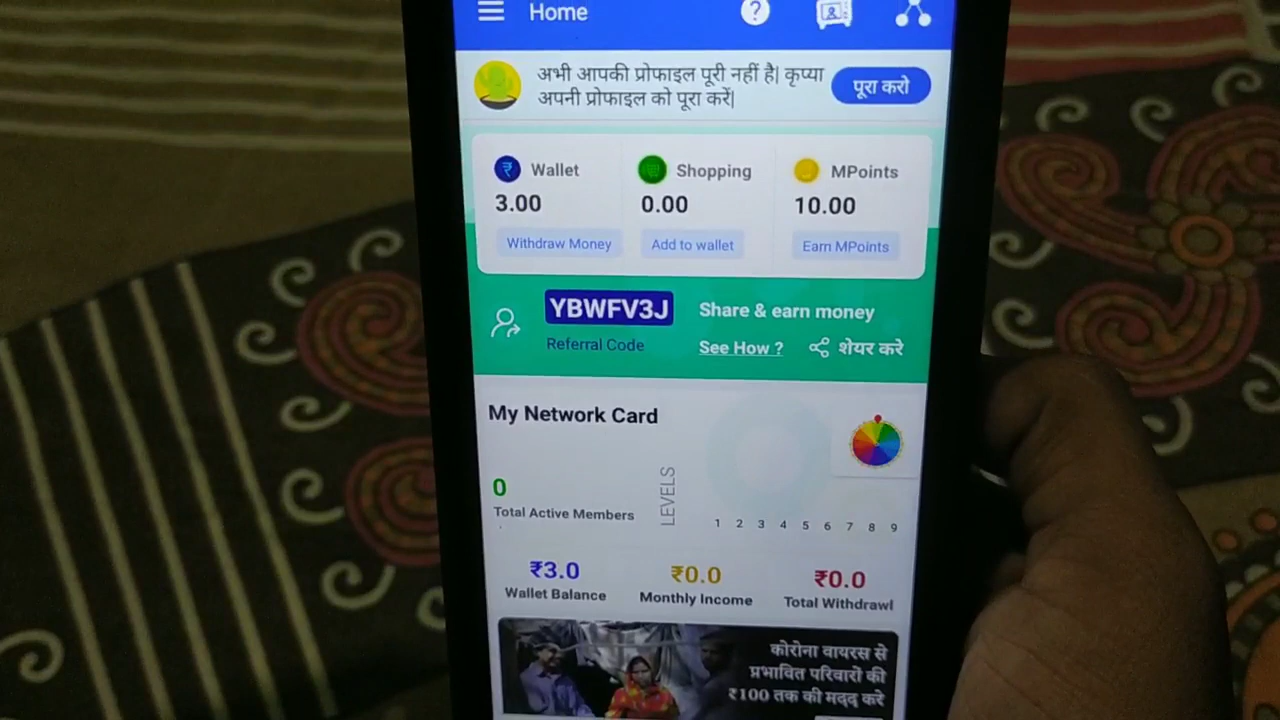 Home
?
अभी आपकी प्रोफाइल पूरी नहीं है| कृप्या
अपनी प्रोफाइल को पूरा करें|
पूरा करो
₹ Wallet
Shopping
MPoints
3.00
0.00
10.00
Withdraw Money
Add to wallet
Earn MPoints
YBWFV3J
Share & earn money
Referral Code
See How ?
शेयर करे
My Network Card
0
Total Active Members
LEVELS
1 2 3 4 5 6 7 8 9
₹3.0
₹0.0
₹0.0
Wallet Balance
Monthly Income
Total Withdrawl
कोरोना वायरस से
प्रभावित परिवारों की
₹100 तक की मदद करे